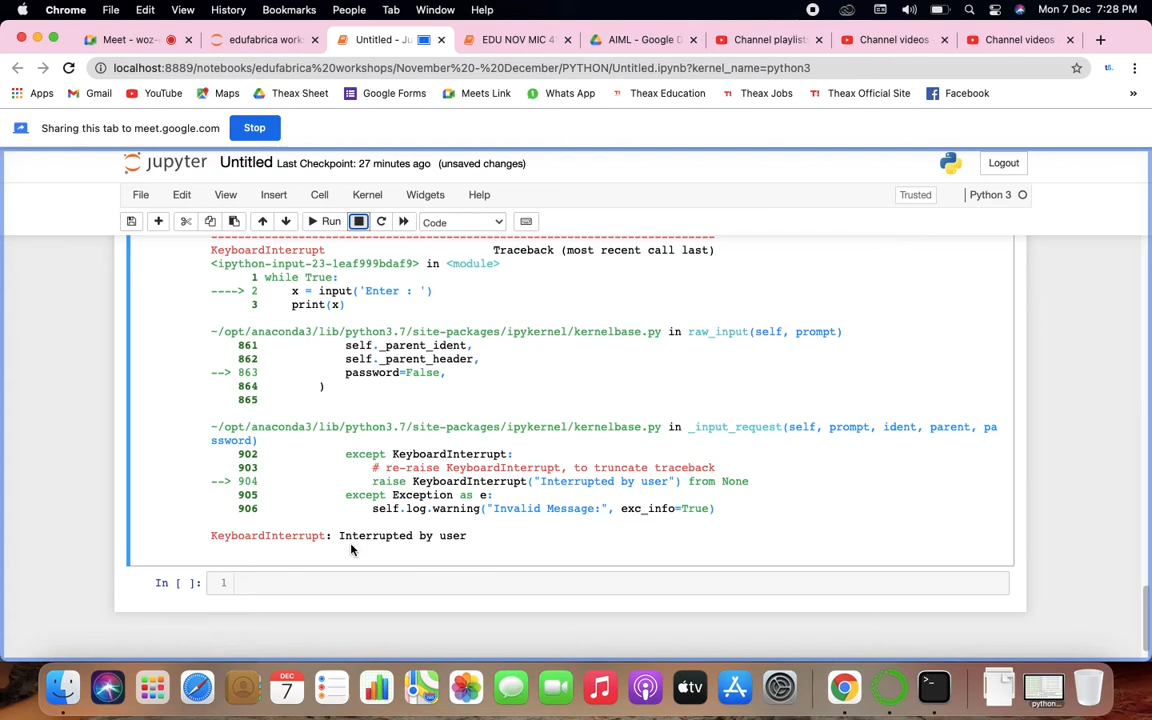 Chrome File Edit View History Bookmarks People Tab Window Help Mon 7 Dec 7:28 PM
Meet - woz- edufabrica work Untitled - Ju EDU NOV MIC 4 AIML - Google D Channel playlist Channel videos - Channel videos
localhost:8889/notebooks/edufabrica%20workshops/November%20-%20December/PYTHON/Untitled.ipynb?kernel_name=python3
Apps Gmail YouTube Maps Theax Sheet Google Forms Meets Link Whats App Theax Education Theax Jobs Theax Official Site Facebook »
Sharing this tab to meet.google.com Stop
jupyter Untitled Last Checkpoint: 27 minutes ago (unsaved changes) Logout
File Edit View Insert Cell Kernel Widgets Help Trusted Python 3
Run Code
KeyboardInterrupt Traceback (most recent call last)
<ipython-input-23-1eaf999bdaf9> in <module>
1 while True:
----> 2 x = input('Enter : ')
3 print(x)
~/opt/anaconda3/lib/python3.7/site-packages/ipykernel/kernelbase.py in raw_input(self, prompt)
861 self._parent_ident,
862 self._parent_header,
--> 863 password=False,
864 )
865
~/opt/anaconda3/lib/python3.7/site-packages/ipykernel/kernelbase.py in _input_request(self, prompt, ident, parent, pa
ssword)
902 except KeyboardInterrupt:
903 # re-raise KeyboardInterrupt, to truncate traceback
--> 904 raise KeyboardInterrupt("Interrupted by user") from None
905 except Exception as e:
906 self.log.warning("Invalid Message:", exc_info=True)
KeyboardInterrupt: Interrupted by user
In [ ]: 1
DEC
7
tv
python...